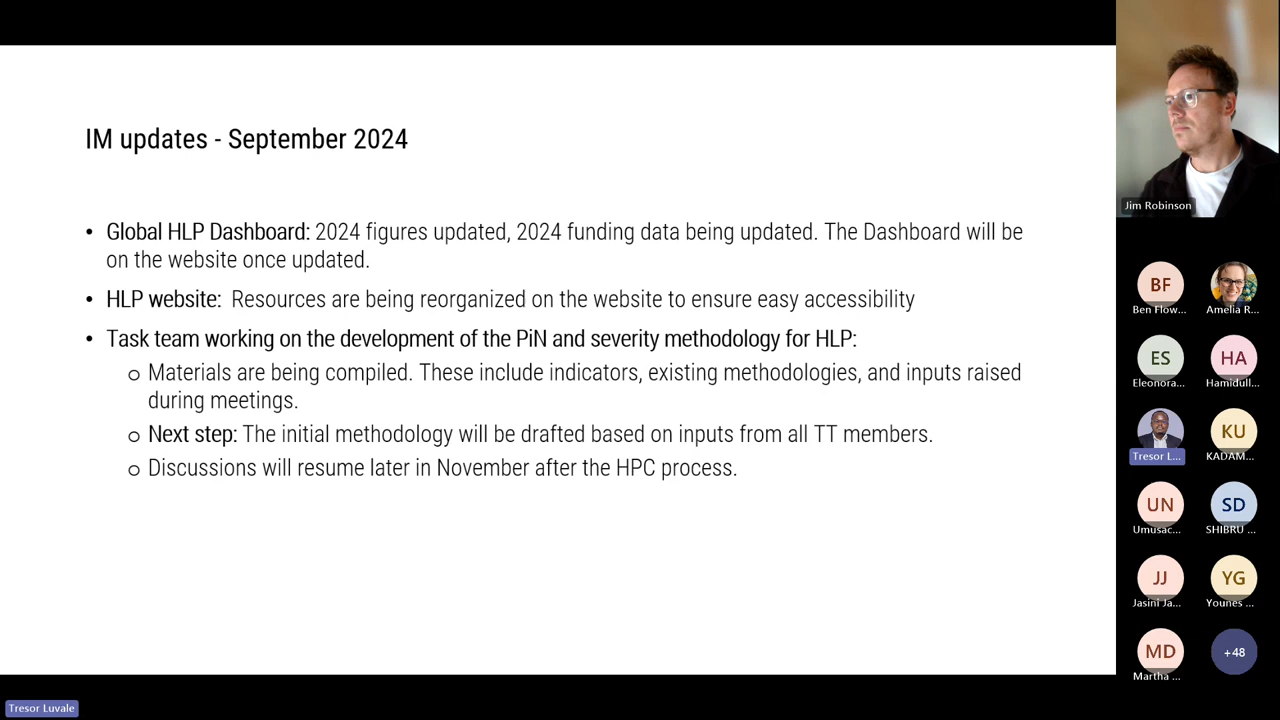 IM updates - September 2024
• Global HLP Dashboard: 2024 figures updated, 2024 funding data being updated. The Dashboard will be
on the website once updated.
• HLP website: Resources are being reorganized on the website to ensure easy accessibility
• Task team working on the development of the PiN and severity methodology for HLP:
o Materials are being compiled. These include indicators, existing methodologies, and inputs raised
during meetings.
o Next step: The initial methodology will be drafted based on inputs from all TT members.
o Discussions will resume later in November after the HPC process.
Jim Robinson
BF
Ben Flow...
Amelia R...
ES
Eleonora...
HA
Hamidull...
Tresor L...
KU
KADAM...
UN
Umusac...
SD
SHIBRU ...
JJ
Jasini Ja...
YG
Younes ...
MD
Martha ...
+48
Tresor Luvale